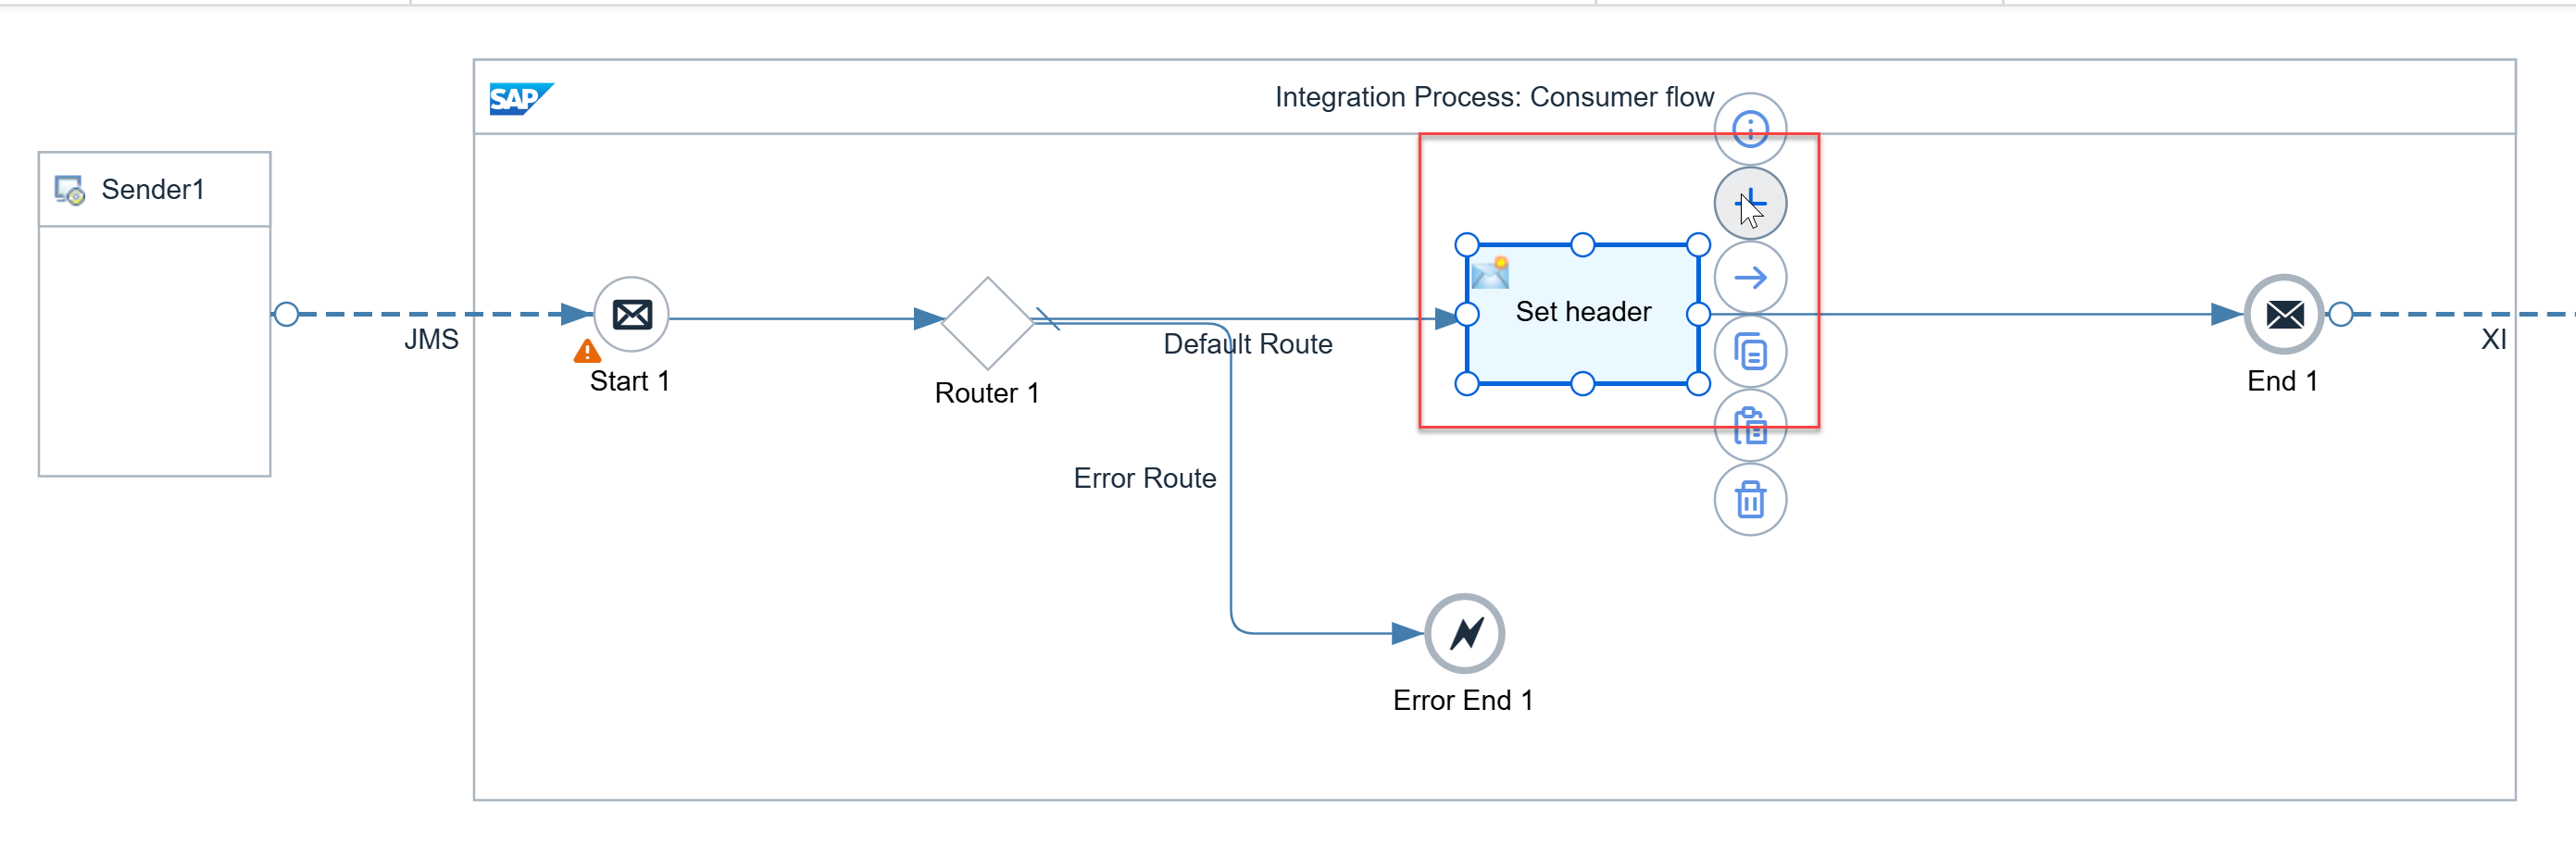 SAP
Integration Process: Consumer flow
Sender1
Set header
JMS
Default Route
XI
Start 1
Router 1
End 1
Error Route
Error End 1